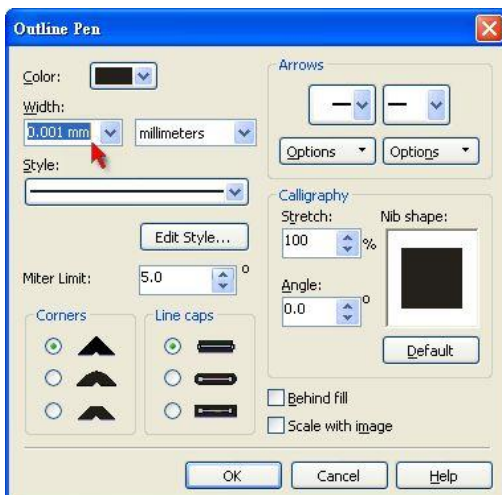 Outline Pen
Color:
Width:
0.001 mm
millimeters
Style:
Edit Style...
Miter Limit:
5.0
o
Corners
Line caps
Arrows
Options
Options
Calligraphy
Stretch:
Nib shape:
100
%
Angle:
0.0
o
Default
Behind fill
Scale with image
OK
Cancel
Help